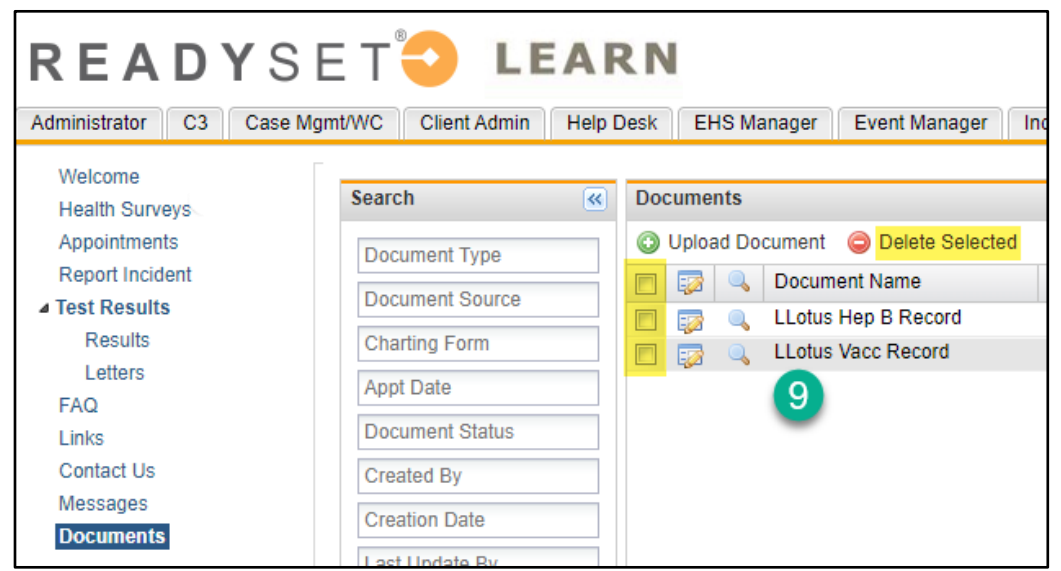 READYSET® LEARN
Administrator C3 Case Mgmt/WC Client Admin Help Desk EHS Manager Event Manager
Welcome
Health Surveys
Appointments
Report Incident
Test Results
Results
Letters
FAQ
Links
Contact Us
Messages
Documents
Search
Document Type
Document Source
Charting Form
Appt Date
Document Status
Created By
Creation Date
Last Update By
Documents
Upload Document Delete Selected
Document Name
LLotus Hep B Record
LLotus Vacc Record
9